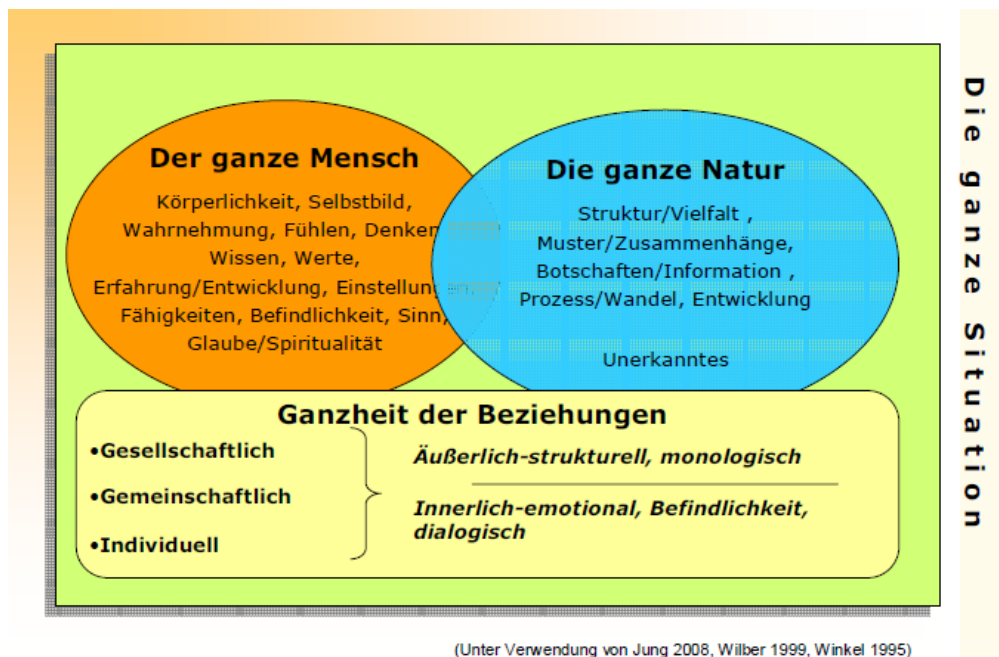 Der ganze Mensch
Körperlichkeit, Selbstbild,
Wahrnehmung, Fühlen, Denken
Wissen, Werte,
Erfahrung/Entwicklung, Einstellung
Fähigkeiten, Befindlichkeit, Sinn,
Glaube/Spiritualität
Die ganze Natur
Struktur/Vielfalt ,
Muster/Zusammenhänge,
Botschaften/Information ,
Prozess/Wandel, Entwicklung
Unerkanntes
Ganzheit der Beziehungen
•Gesellschaftlich
•Gemeinschaftlich
•Individuell
Äußerlich-strukturell, monologisch
Innerlich-emotional, Befindlichkeit,
dialogisch
Die ganze Situation
(Unter Verwendung von Jung 2008, Wilber 1999, Winkel 1995)